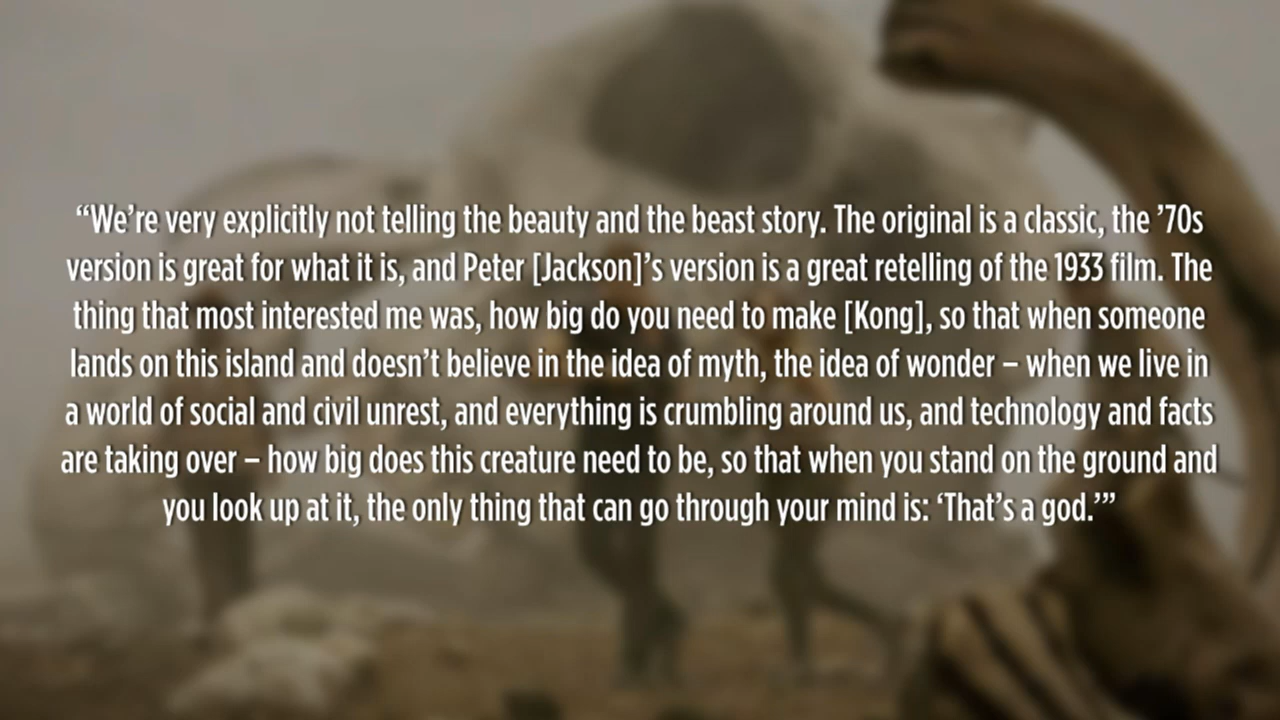 “We’re very explicitly not telling the beauty and the beast story. The original is a classic, the ’70s
version is great for what it is, and Peter [Jackson]’s version is a great retelling of the 1933 film. The
thing that most interested me was, how big do you need to make [Kong], so that when someone
lands on this island and doesn’t believe in the idea of myth, the idea of wonder – when we live in
a world of social and civil unrest, and everything is crumbling around us, and technology and facts
are taking over – how big does this creature need to be, so that when you stand on the ground and
you look up at it, the only thing that can go through your mind is: ‘That’s a god.’”